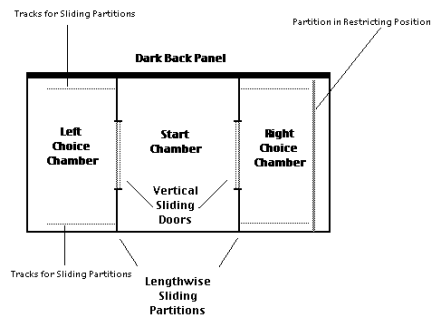 Tracks for Sliding Partitions
Partition in Restricting Position
Dark Back Panel
Left
Choice
Chamber
Start
Chamber
Right
Choice
Chamber
Vertical
Sliding
Doors
Tracks for Sliding Partitions
Lengthwise
Sliding
Partitions